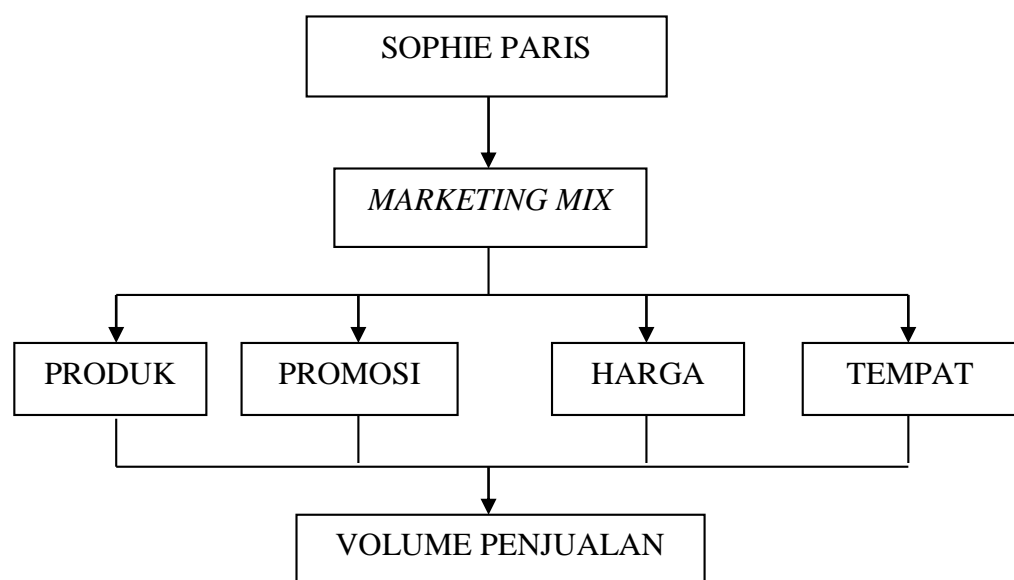 SOPHIE PARIS
MARKETING MIX
PRODUK
PROMOSI
HARGA
TEMPAT
VOLUME PENJUALAN